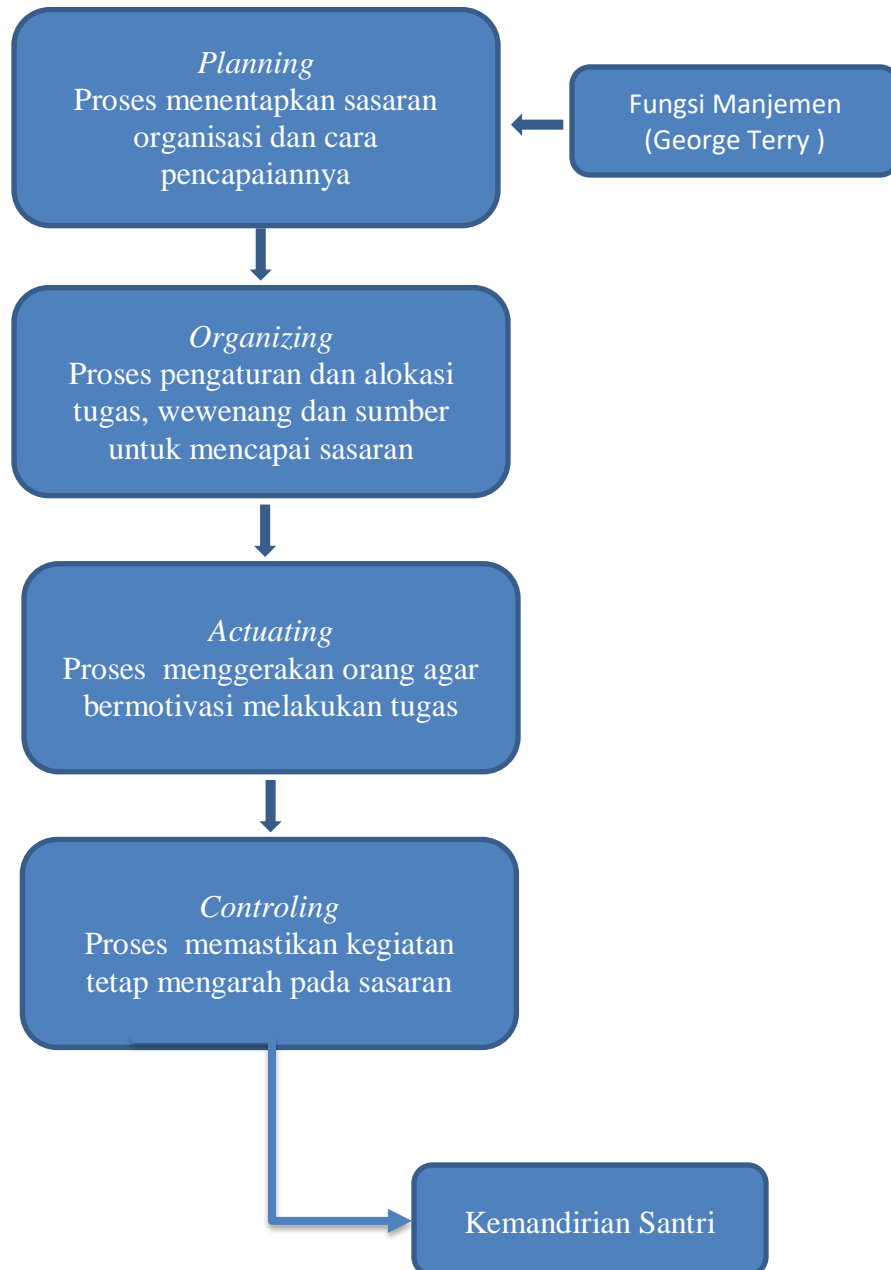 Planning
Proses menentapkan sasaran
organisasi dan cara
pencapaiannya
Fungsi Manjemen
(George Terry )
Organizing
Proses pengaturan dan alokasi
tugas, wewenang dan sumber
untuk mencapai sasaran
Actuating
Proses  menggerakan orang agar
bermotivasi melakukan tugas
Controling
Proses  memastikan kegiatan
tetap mengarah pada sasaran
Kemandirian Santri